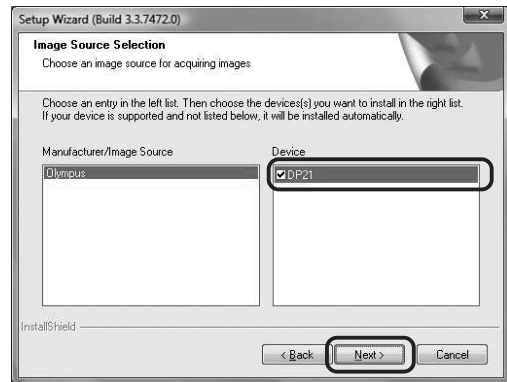 Setup Wizard (Build 3.3.7472.0)
Image Source Selection
Choose an image source for acquiring images
Choose an entry in the left list. Then choose the devices(s) you want to install in the right list.
If your device is supported and not listed below, it will be installed automatically.
Manufacturer/Image Source
Device
Olympus
DP21
InstallShield
< Back
Next >
Cancel